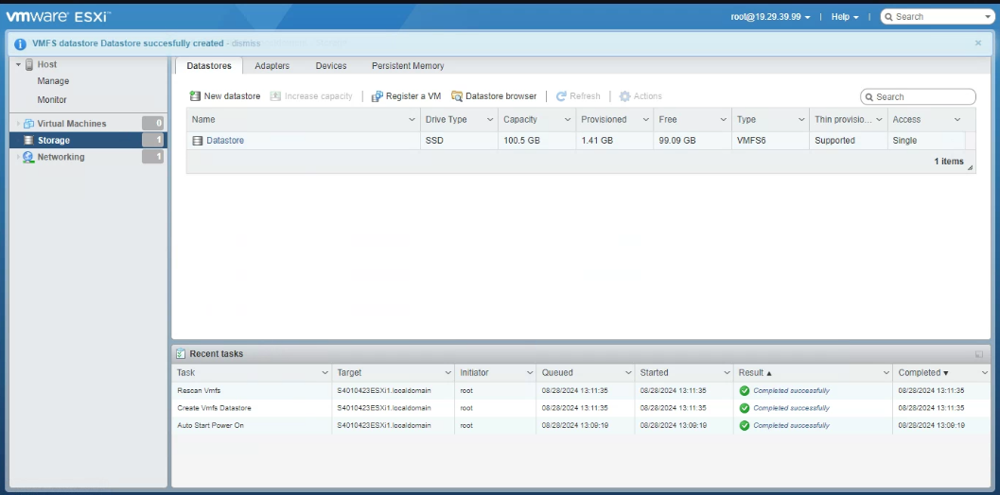 vmware ESXi™
root@19.29.39.99 | Help | Search
VMFS datastore Datastore succesfully created - dismiss
Host
Manage
Monitor
Virtual Machines 0
Storage 1
Networking 1
Datastores Adapters Devices Persistent Memory
New datastore Increase capacity | Register a VM Datastore browser | Refresh | Actions Search
Name Drive Type Capacity Provisioned Free Type Thin provisio... Access
Datastore SSD 100.5 GB 1.41 GB 99.09 GB VMFS6 Supported Single
1 items
Recent tasks
Task Target Initiator Queued Started Result ▲ Completed ▼
Rescan Vmfs S4010423ESXi1.localdomain root 08/28/2024 13:11:35 08/28/2024 13:11:35 Completed successfully 08/28/2024 13:11:35
Create Vmfs Datastore S4010423ESXi1.localdomain root 08/28/2024 13:11:35 08/28/2024 13:11:35 Completed successfully 08/28/2024 13:11:35
Auto Start Power On S4010423ESXi1.localdomain root 08/28/2024 13:09:19 08/28/2024 13:09:19 Completed successfully 08/28/2024 13:09:19